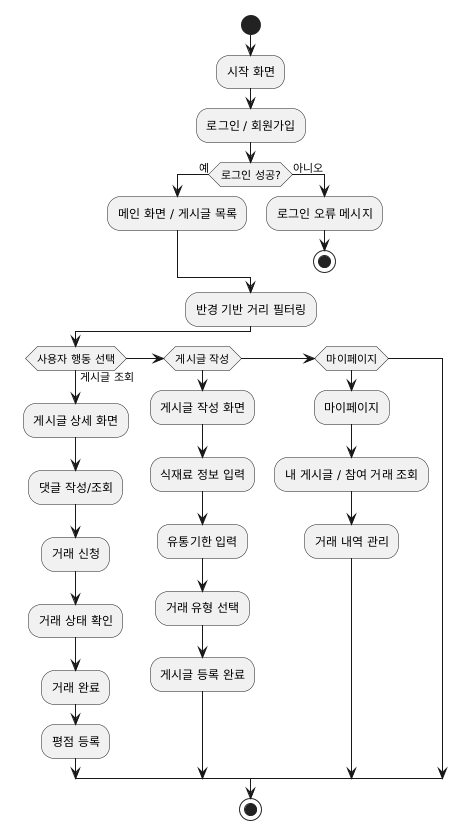 시작 화면
로그인 / 회원가입
로그인 성공?
예
아니오
메인 화면 / 게시글 목록
로그인 오류 메시지
반경 기반 거리 필터링
사용자 행동 선택
게시글 조회
게시글 상세 화면
댓글 작성/조회
거래 신청
거래 상태 확인
거래 완료
평점 등록
게시글 작성
게시글 작성 화면
식재료 정보 입력
유통기한 입력
거래 유형 선택
게시글 등록 완료
마이페이지
마이페이지
내 게시글 / 참여 거래 조회
거래 내역 관리